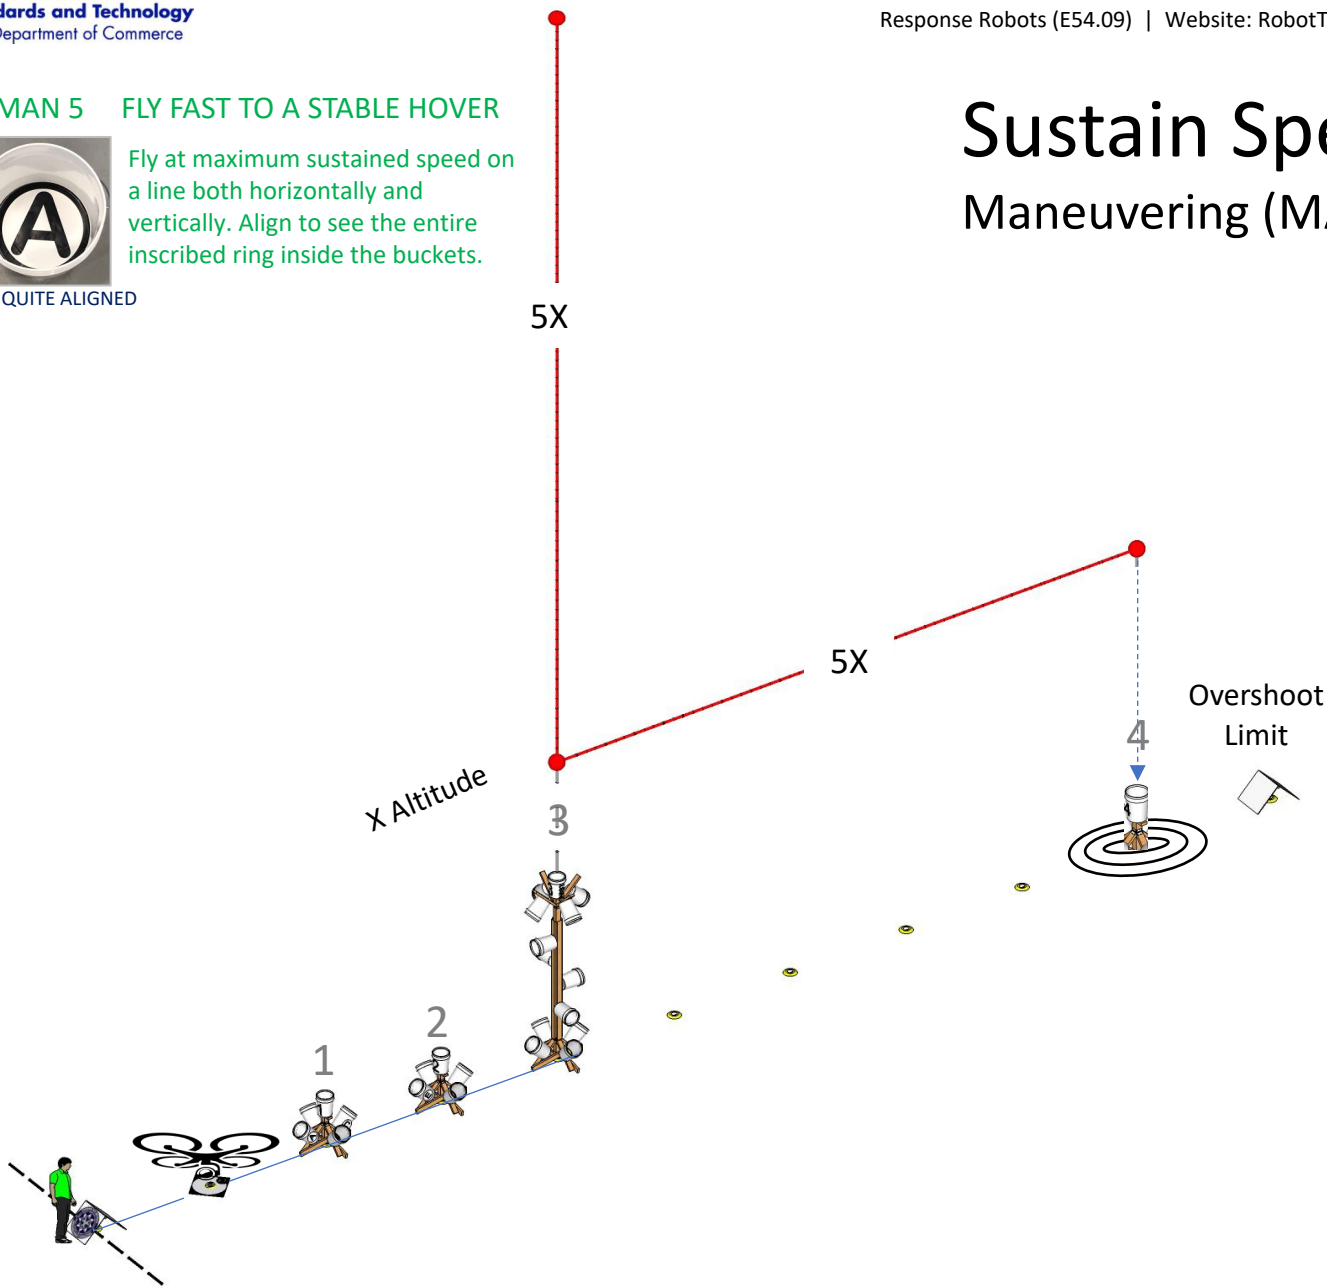 dards and Technology
Department of Commerce
Response Robots (E54.09) | Website: RobotT
MAN 5 FLY FAST TO A STABLE HOVER
A
Fly at maximum sustained speed on
a line both horizontally and
vertically. Align to see the entire
inscribed ring inside the buckets.
QUITE ALIGNED
Sustain Spe
Maneuvering (MA
5X
5X
Overshoot
Limit
4
X Altitude
3
2
1